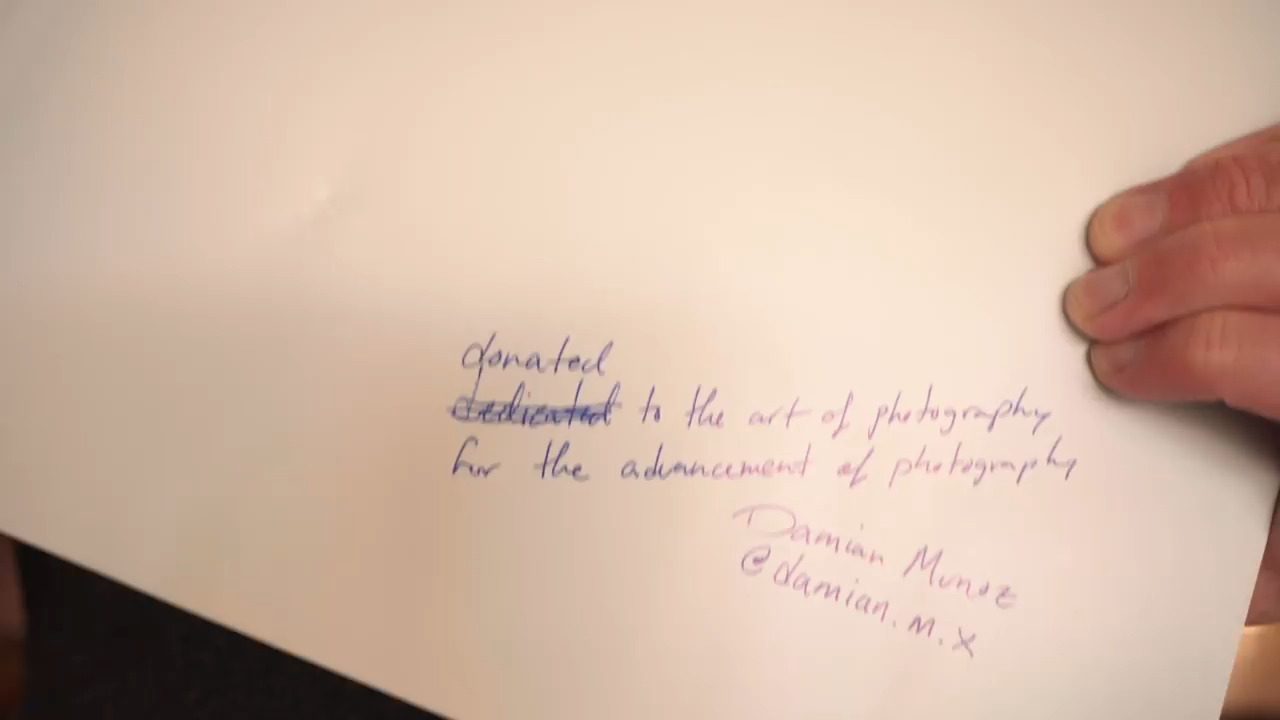 donated
dedicated to the art of photography
for the advancement of photography
Damian Munoz
@damian.m.x